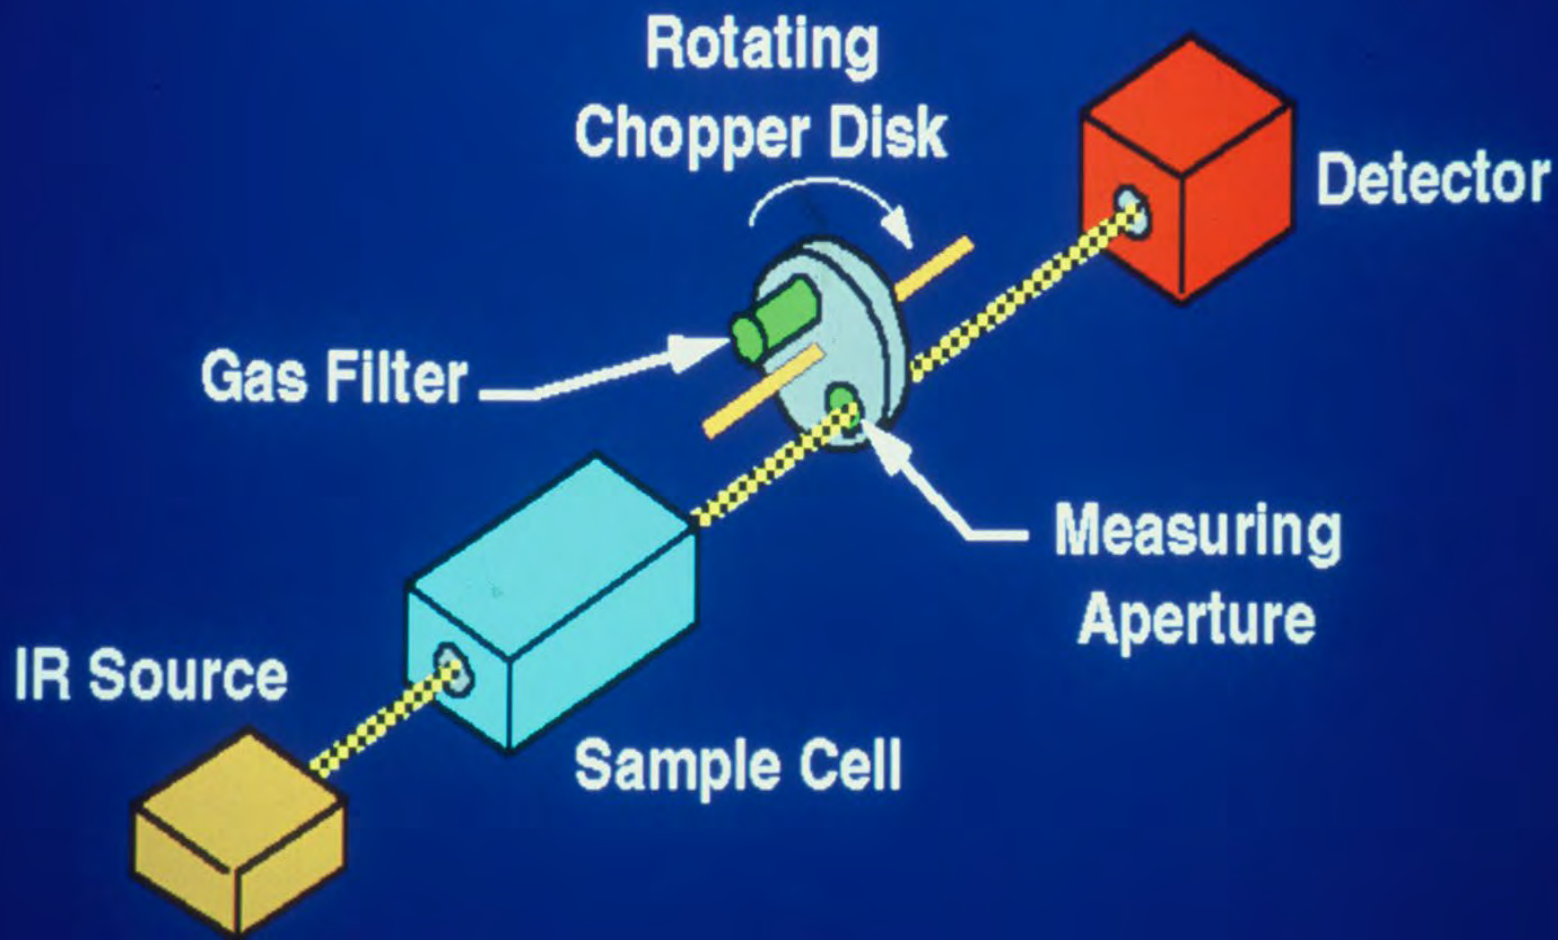 Rotating
Chopper Disk
Detector
Gas Filter
Measuring
Aperture
IR Source
Sample Cell